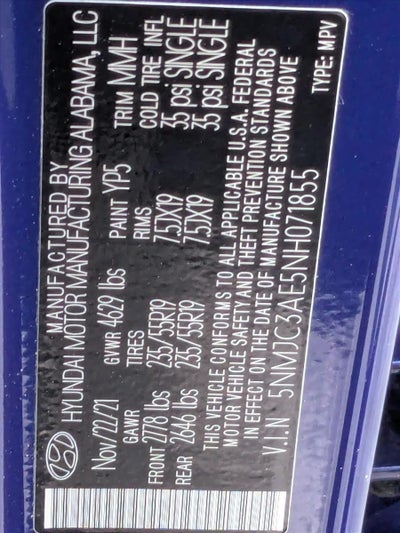 MANUFACTURED BY
HYUNDAI MOTOR MANUFACTURING ALABAMA, LLC
Nov/22/21 GVWR 4629 lbs PAINT YP5 TRIM MMH
GAWR TIRES RMS COLD TIRE INFL
FRONT 2778 lbs 235/55R19 7.5JX19 35 psi SINGLE
REAR 2646 lbs 235/55R19 7.5JX19 35 psi SINGLE
THIS VEHICLE CONFORMS TO ALL APPLICABLE U.S.A. FEDERAL
MOTOR VEHICLE SAFETY AND THEFT PREVENTION STANDARDS
IN EFFECT ON THE DATE OF MANUFACTURE SHOWN ABOVE
V.I.N 5NMJC3AE5NH071855 TYPE: MPV